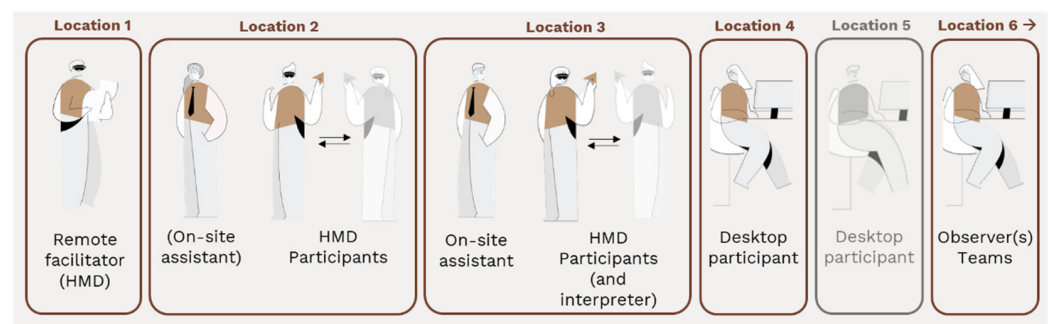 Location 1
Location 2
Location 3
Location 4
Location 5
Location 6 →
Remote
facilitator
(HMD)
(On-site
assistant)
HMD
Participants
On-site
assistant
HMD
Participants
(and
interpreter)
Desktop
participant
Desktop
participant
Observer(s)
Teams